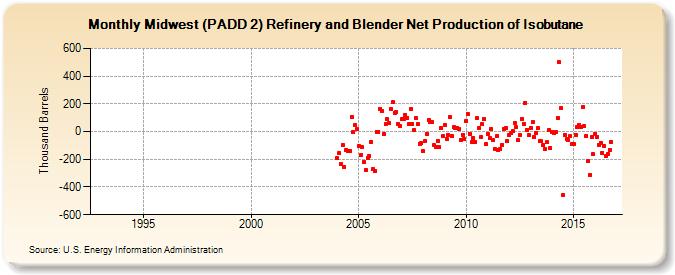 Monthly Midwest (PADD 2) Refinery and Blender Net Production of Isobutane
Thousand Barrels
600
400
200
0
-200
-400
-600
1995 2000 2005 2010 2015
Source: U.S. Energy Information Administration